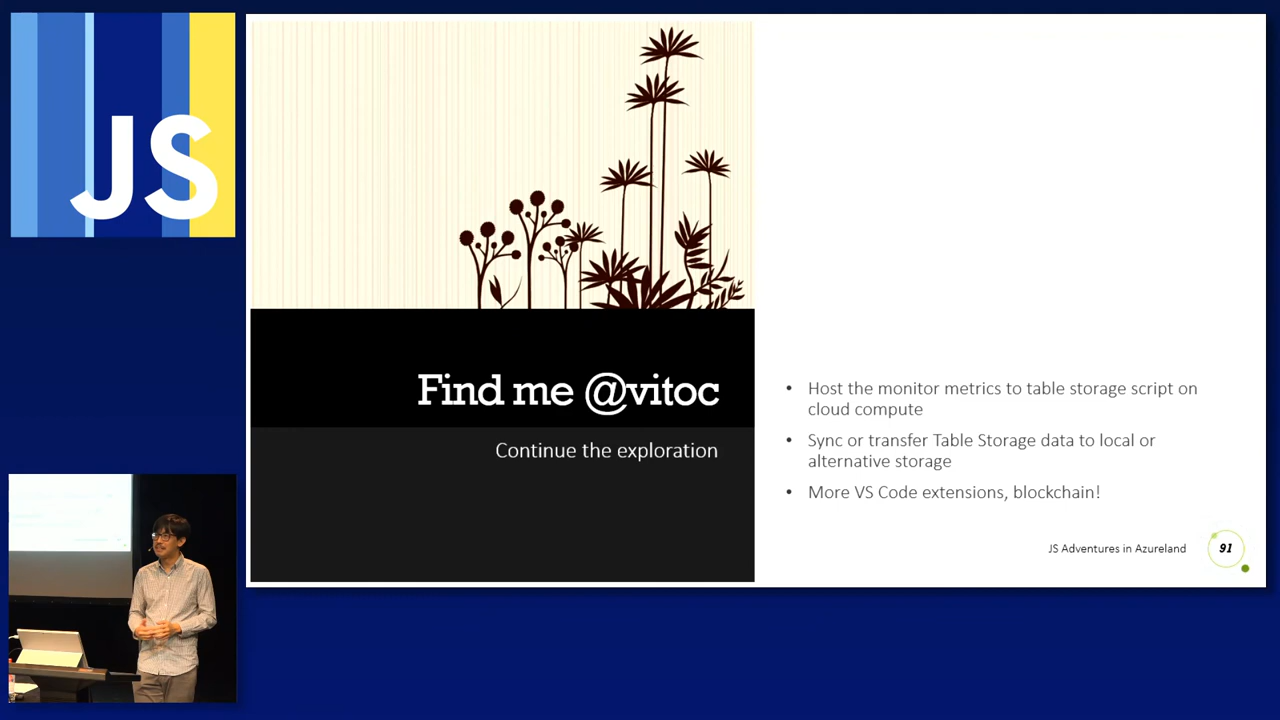 JS
Find me @vitoc
Continue the exploration
• Host the monitor metrics to table storage script on
cloud compute
• Sync or transfer Table Storage data to local or
alternative storage
• More VS Code extensions, blockchain!
JS Adventures in Azureland
91